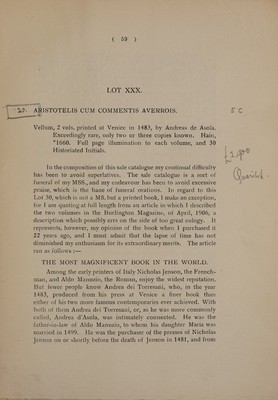 ( 59 )
LOT XXX.
30. ARISTOTELIS CUM COMMENTIS AVERROIS.
5 C
Vellum, 2 vols. printed at Venice in 1483, by Andreas de Asola.
Exceedingly rare, only two or three copies known. Hain,
*1660. Full page illumination to each volume, and 30
Historiated Initials.
£2,900
Quaritch.
In the composition of this sale catalogue my continual difficulty
has been to avoid superlatives. The sale catalogue is a sort of
funeral of my MSS., and my endeavour has been to avoid excessive
praise, which is the bane of funeral orations. In regard to this
Lot 30, which is not a MS. but a printed book, I make an exception,
for I am quoting at full length from an article in which I described
the two volumes in the Burlington Magazine, of April, 1906, a
description which possibly errs on the side of too great eulogy. It
represents, however, my opinion of the book when I purchased it
22 years ago, and I must admit that the lapse of time has not
diminished my enthusiasm for its extraordinary merits. The article
ran as follows :—
THE MOST MAGNIFICENT BOOK IN THE WORLD.
Among the early printers of Italy Nicholas Jenson, the French-
man, and Aldo Manuzio, the Roman, enjoy the widest reputation.
But fewer people know Andrea dei Torresani, who, in the year
1483, produced from his press at Venice a finer book than
either of his two more famous contemporaries ever achieved. With
both of them Andrea dei Torresani, or, as he was more commonly
called, Andrea d'Asola, was intimately connected. He was the
father-in-law of Aldo Manuzio, to whom his daughter Maria was
married in 1499. He was the purchaser of the presses of Nicholas
Jenson on or shortly before the death of Jenson in 1481, and from